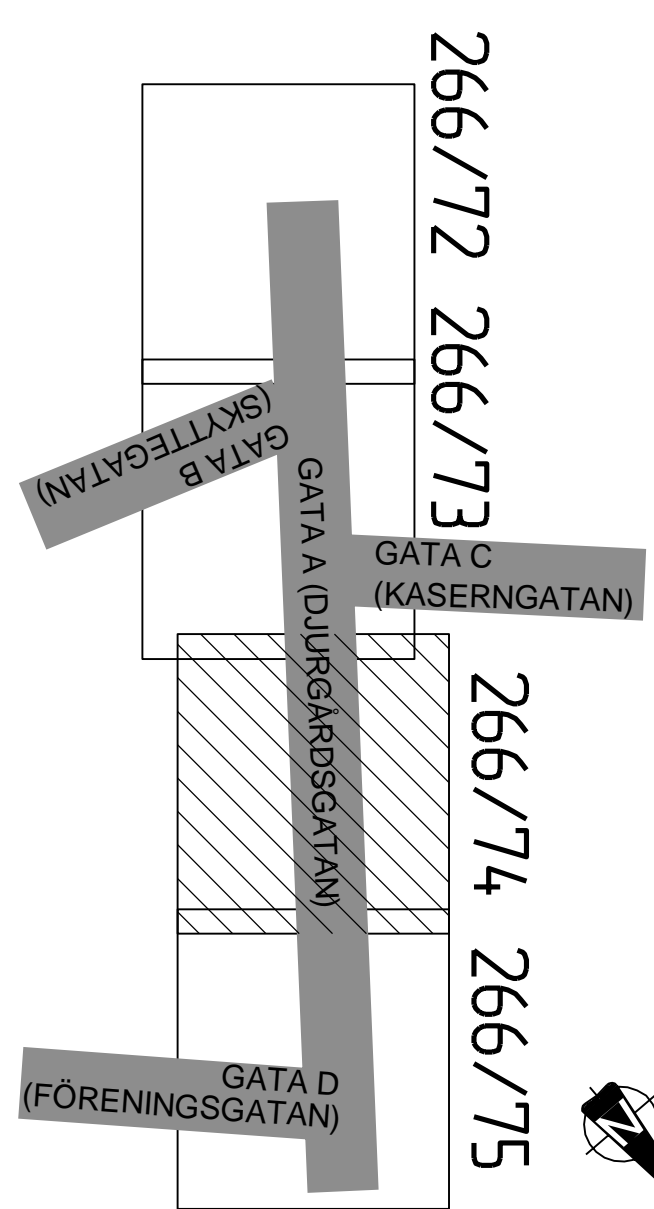 266/72 266/73
GATA B
(SKYTTEGATAN)
GATA A (DJURGÅRDSGATAN)
GATA C
(KASERNGATAN)
266/74 266/75
GATA D
(FÖRENINGSGATAN)
N